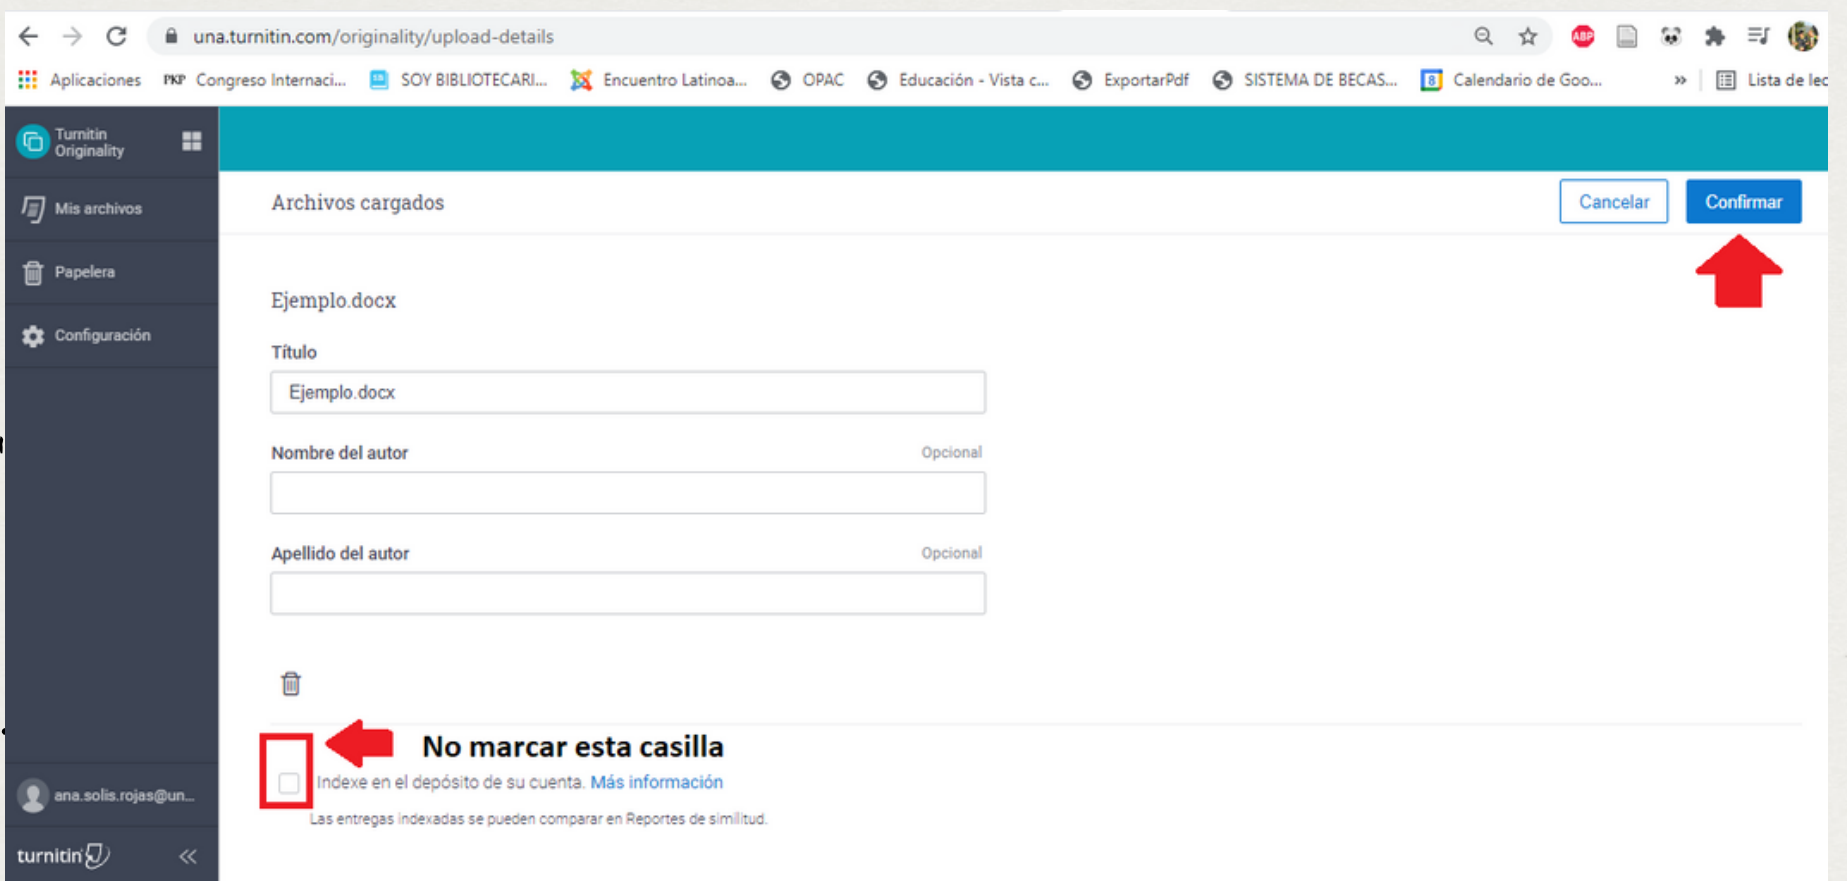 una.turnitin.com/originality/upload-details
ABP
Aplicaciones PKP Congreso Internaci... SOY BIBLIOTECARI... Encuentro Latinoa... OPAC Educación - Vista c... ExportarPdf SISTEMA DE BECAS... 8 Calendario de Goo... » Lista de lec
Turnitin
Originality
Mis archivos
Papelera
Configuración
Archivos cargados
Cancelar
Confirmar
Ejemplo.docx
Título
Ejemplo.docx
Nombre del autor Opcional
Apellido del autor Opcional
No marcar esta casilla
Indexe en el depósito de su cuenta. Más información
Las entregas indexadas se pueden comparar en Reportes de similitud.
ana.solis.rojas@un...
turnitin